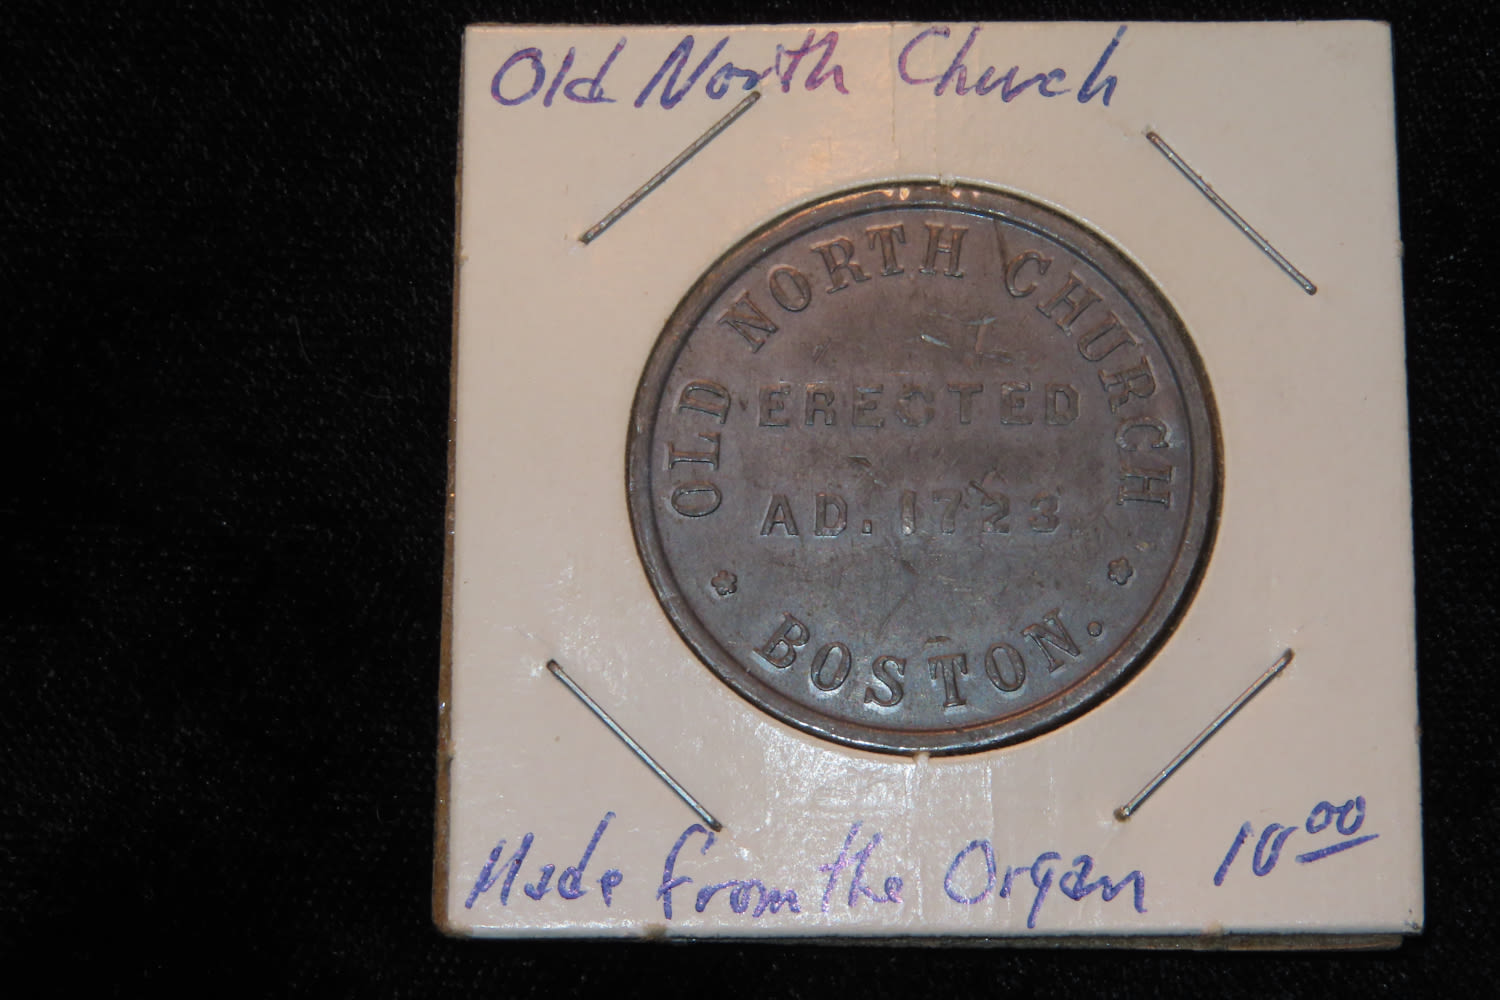 Old North Church
OLD NORTH CHURCH
ERECTED
AD. 1723
BOSTON.
Made from the Organ 10 00